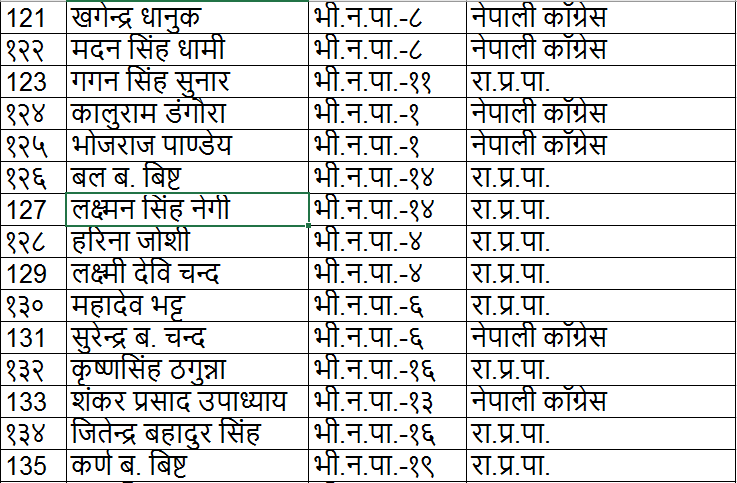 121 खगेन्द्र धानुक भी.न.पा.-८ नेपाली काँग्रेस
१२२ मदन सिंह धामी भी.न.पा.-८ नेपाली काँग्रेस
123 गगन सिंह सुनार भी.न.पा.-११ रा.प्र.पा.
१२४ कालुराम डंगौरा भी.न.पा.-१ नेपाली काँग्रेस
१२५ भोजराज पाण्डेय भी.न.पा.-१ नेपाली काँग्रेस
१२६ बल ब. बिष्ट भी.न.पा.-१४ रा.प्र.पा.
127 लक्ष्मन सिंह नेगी भी.न.पा.-१४ रा.प्र.पा.
१२८ हरिना जोशी भी.न.पा.-४ रा.प्र.पा.
129 लक्ष्मी देवि चन्द भी.न.पा.-४ रा.प्र.पा.
१३० महादेव भट्ट भी.न.पा.-६ रा.प्र.पा.
131 सुरेन्द्र ब. चन्द भी.न.पा.-६ नेपाली काँग्रेस
१३२ कृष्णसिंह ठगुन्ना भी.न.पा.-१६ रा.प्र.पा.
133 शंकर प्रसाद उपाध्याय भी.न.पा.-१३ नेपाली काँग्रेस
१३४ जितेन्द्र बहादुर सिंह भी.न.पा.-१६ रा.प्र.पा.
135 कर्ण ब. बिष्ट भी.न.पा.-१९ रा.प्र.पा.